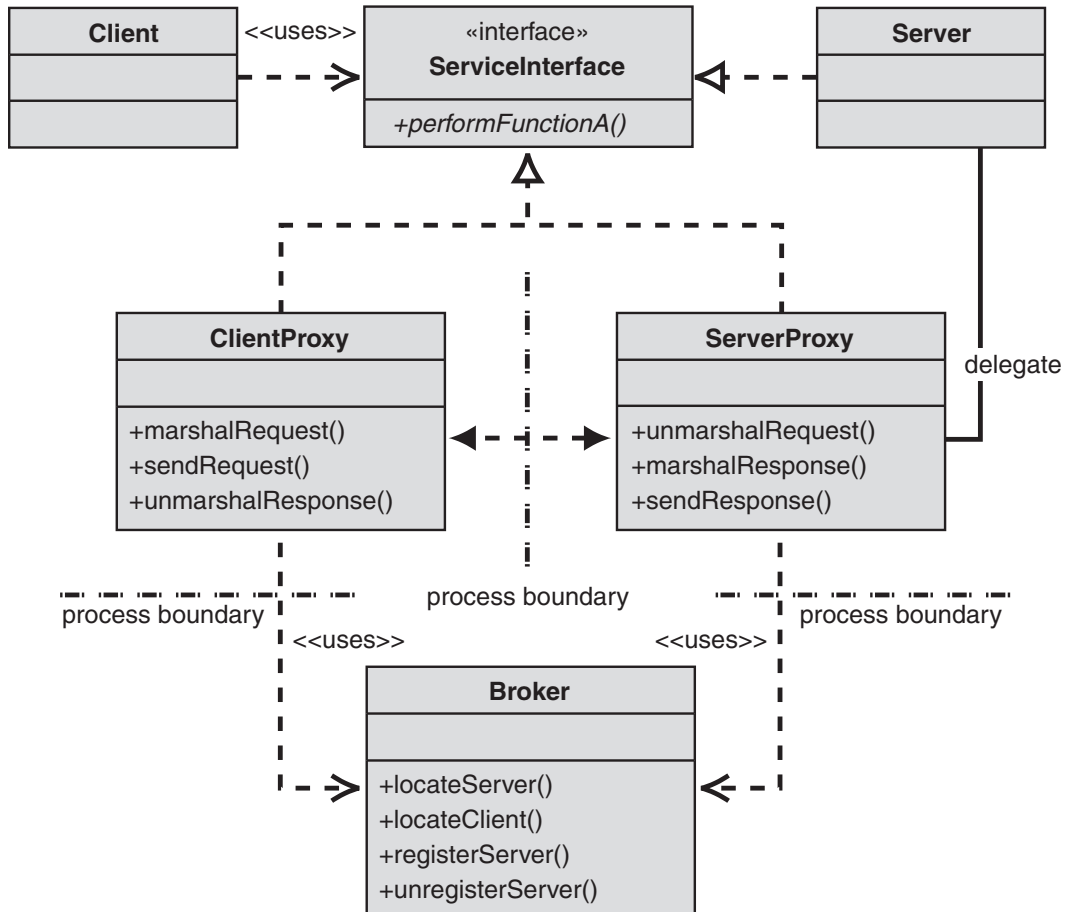 Client
<<uses>>
«interface»
ServiceInterface
+performFunctionA()
Server
ClientProxy
+marshalRequest()
+sendRequest()
+unmarshalResponse()
ServerProxy
+unmarshalRequest()
+marshalResponse()
+sendResponse()
delegate
process boundary
process boundary
process boundary
<<uses>>
<<uses>>
Broker
+locateServer()
+locateClient()
+registerServer()
+unregisterServer()